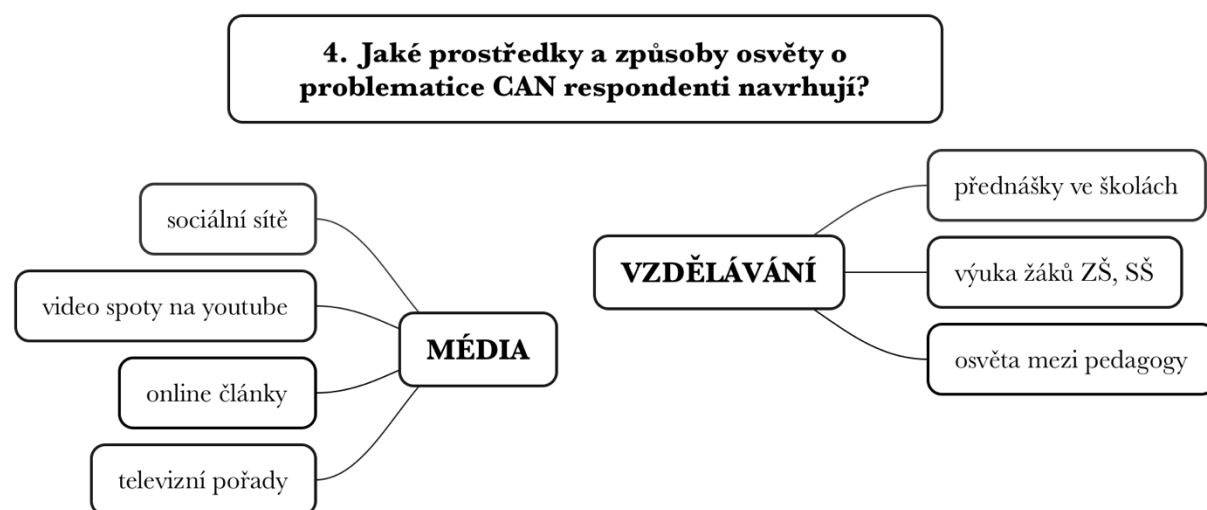 4. Jaké prostředky a způsoby osvěty o
problematice CAN respondenti navrhují?
sociální sítě
video spoty na youtube
online články
televizní pořady
MÉDIA
VZDĚLÁVÁNÍ
přednášky ve školách
výuka žáků ZŠ, SŠ
osvěta mezi pedagogy